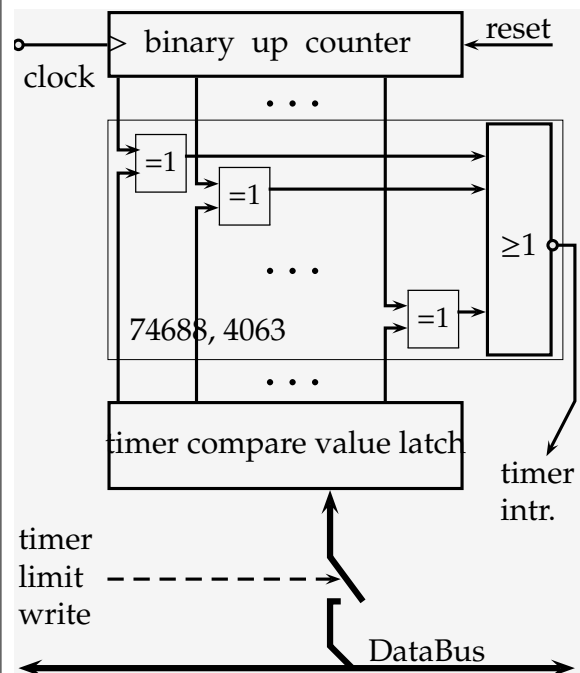 binary up counter
reset
clock
. . .
=1
=1
≥1
. . .
=1
74688, 4063
. . .
timer compare value latch
timer
intr.
timer
limit
write
DataBus